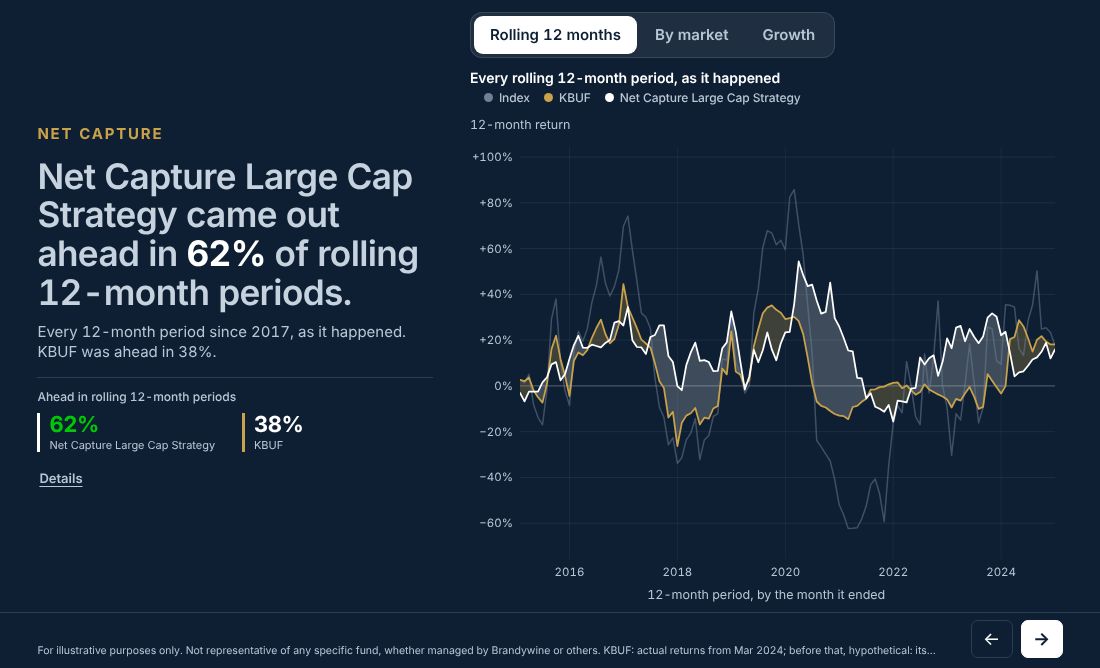 Rolling 12 months
By market
Growth
Every rolling 12-month period, as it happened
Index
KBUF
Net Capture Large Cap Strategy
12-month return
NET CAPTURE
Net Capture Large Cap
Strategy came out
ahead in 62% of rolling
12-month periods.
Every 12-month period since 2017, as it happened.
KBUF was ahead in 38%.
Ahead in rolling 12-month periods
62%
Net Capture Large Cap Strategy
38%
KBUF
Details
+100%
+80%
+60%
+40%
+20%
0%
−20%
−40%
−60%
2016
2018
2020
2022
2024
12-month period, by the month it ended
For illustrative purposes only. Not representative of any specific fund, whether managed by Brandywine or others. KBUF: actual returns from Mar 2024; before that, hypothetical: its...